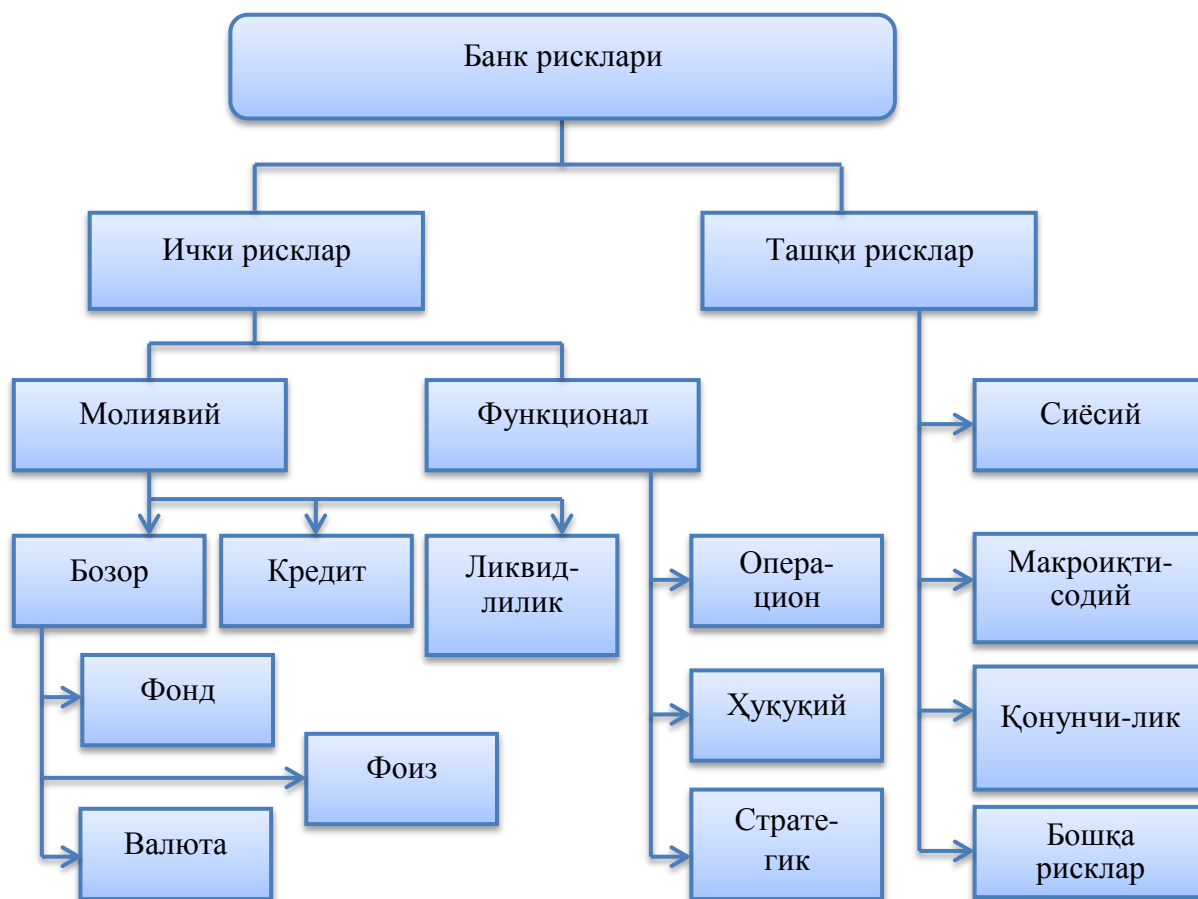 Банк рисклари
Ички рисклар
Ташқи рисклар
Молиявий
Функционал
Сиёсий
Бозор
Кредит
Ликвид-
лилик
Опера-
цион
Макроиқти-
содий
Фонд
Фоиз
Валюта
Ҳуқуқий
Страте-
гик
Қонунчи-лик
Бошқа
рисклар